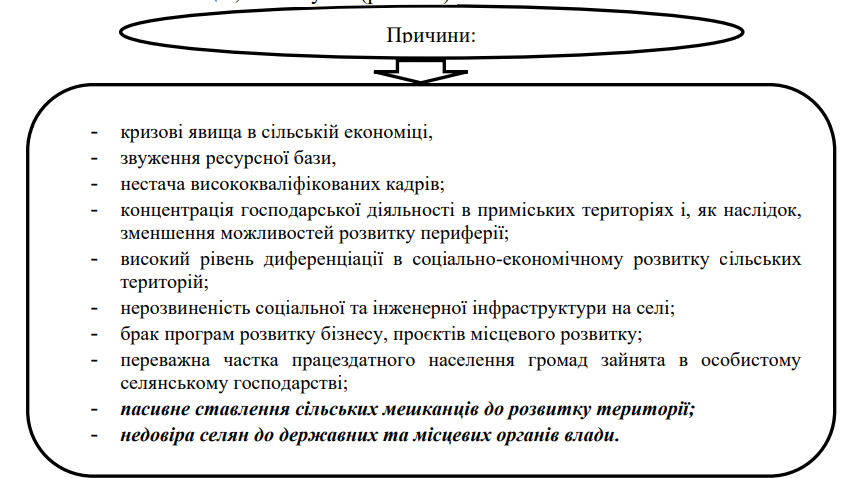 Причини:
- кризові явища в сільській економіці,
- звуження ресурсної бази,
- нестача висококваліфікованих кадрів;
- концентрація господарської діяльності в приміських територіях і, як наслідок,
зменшення можливостей розвитку периферії;
- високий рівень диференціації в соціально-економічному розвитку сільських
територій;
- нерозвиненість соціальної та інженерної інфраструктури на селі;
- брак програм розвитку бізнесу, проєктів місцевого розвитку;
- переважна частка працездатного населення громад зайнята в особистому
селянському господарстві;
- пасивне ставлення сільських мешканців до розвитку території;
- недовіра селян до державних та місцевих органів влади.